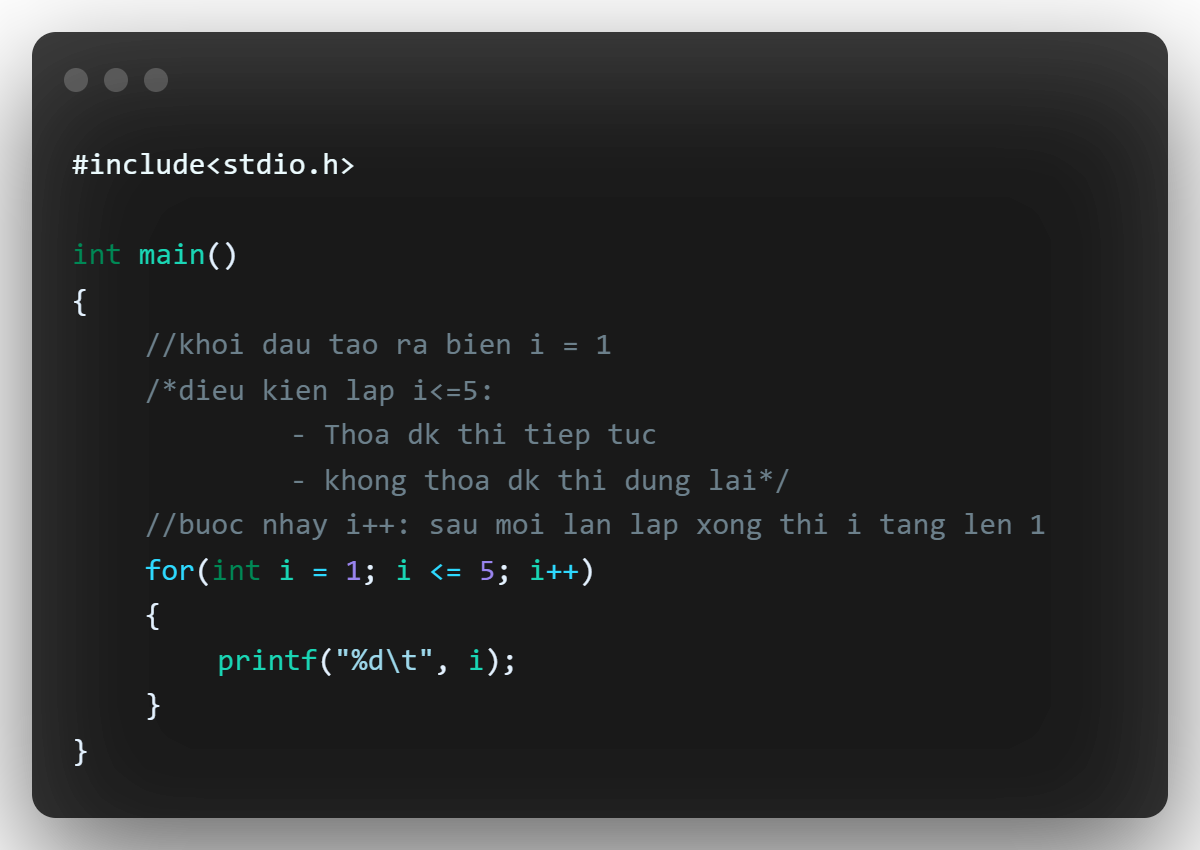 #include<stdio.h>
int main()
{
//khoi dau tao ra bien i = 1
/*dieu kien lap i<=5:
- Thoa dk thi tiep tuc
- khong thoa dk thi dung lai*/
//buoc nhay i++: sau moi lan lap xong thi i tang len 1
for(int i = 1; i <= 5; i++)
{
printf("%d\t", i);
}
}